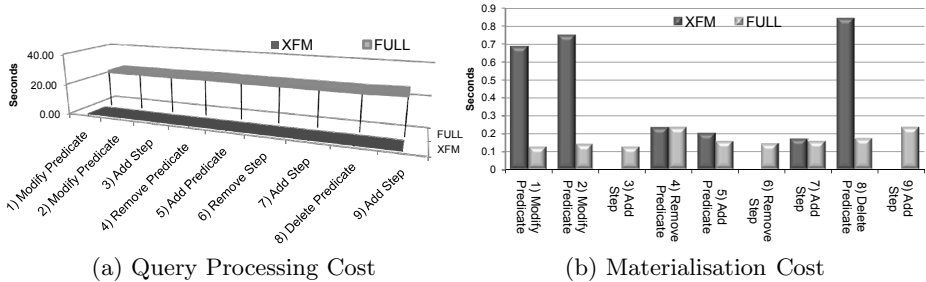 XFM FULL
40.00
20.00
0.00
Seconds
FULL
XFM
1) Modify Predicate
2) Modify Predicate
3) Add Step
4) Remove Predicate
5) Add Predicate
6) Remove Step
7) Add Step
8) Delete Predicate
9) Add Step
(a) Query Processing Cost
XFM FULL
0.9
0.8
0.7
0.6
0.5
0.4
0.3
0.2
0.1
0
Seconds
1) Modify
Predicate
2) Modify
Predicate
3) Add
Step
4) Remove
Predicate
5) Add
Predicate
6) Remove
Step
7) Add
Step
8) Delete
Predicate
9) Add
Step
(b) Materialisation Cost